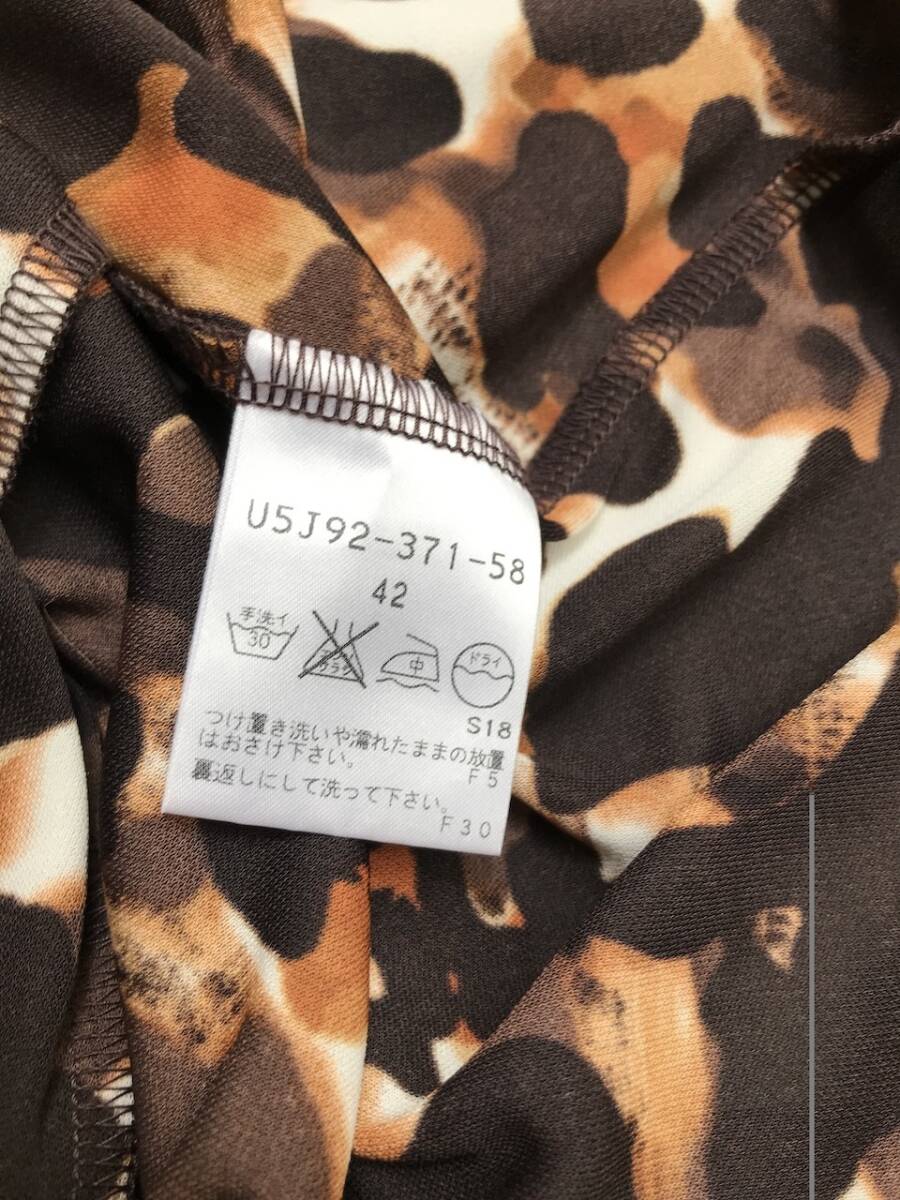 U5J92-371-58
42
手洗イ
30
中
ドライ
S18
つけ置き洗いや濡れたままの放置
はおさけ下さい。
F5
裏返しにして洗って下さい。
F30